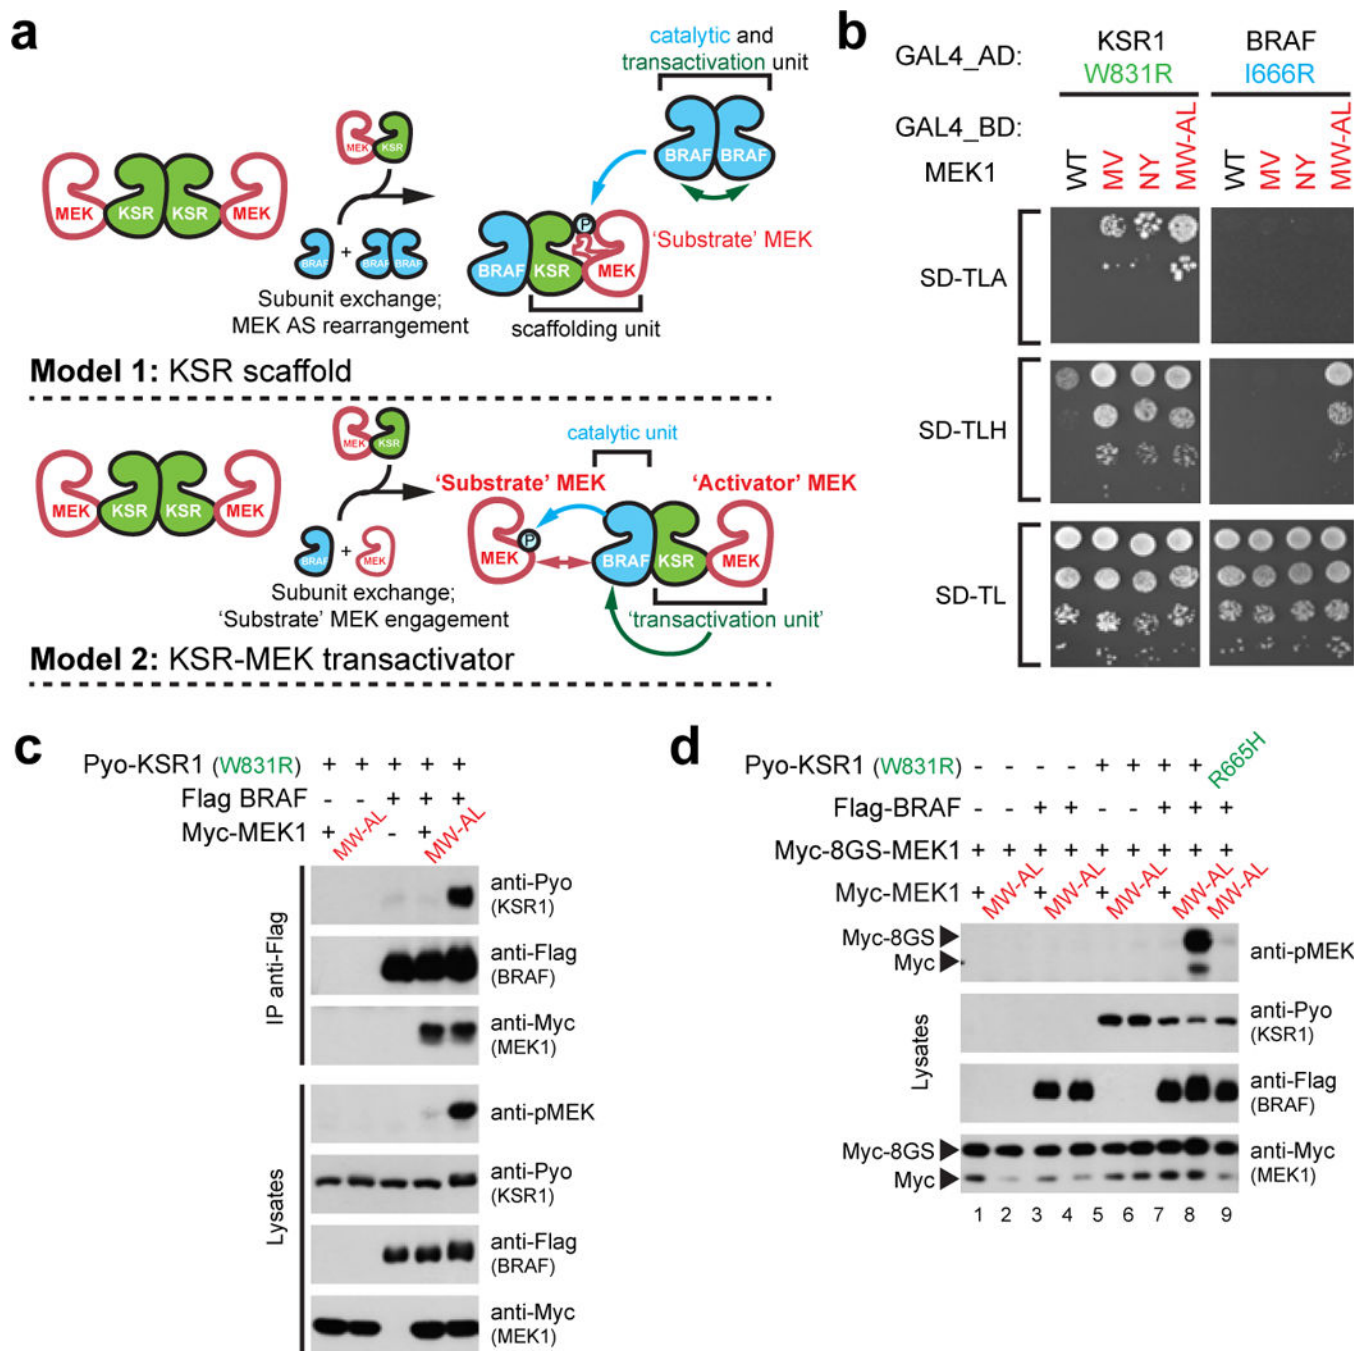 a
catalytic and
transactivation unit
MEK
KSR
MEK
KSR
KSR
MEK
BRAF
+
BRAF
BRAF
Subunit exchange;
MEK AS rearrangement
BRAF
BRAF
P
'Substrate' MEK
BRAF
KSR
MEK
scaffolding unit
Model 1: KSR scaffold
MEK
KSR
MEK
KSR
KSR
MEK
BRAF
+
MEK
Subunit exchange;
'Substrate' MEK engagement
catalytic unit
'Substrate' MEK
'Activator' MEK
P
MEK
BRAF
KSR
MEK
'transactivation unit'
Model 2: KSR-MEK transactivator
b
GAL4_AD:
KSR1
W831R
BRAF
I666R
GAL4_BD:
MEK1
WT
MV
NY
MW-AL
WT
MV
NY
MW-AL
SD-TLA
SD-TLH
SD-TL
c
Pyo-KSR1 (W831R) + + + + +
Flag BRAF - - + + +
Myc-MEK1 + MW-AL - + MW-AL
IP anti-Flag
anti-Pyo
(KSR1)
anti-Flag
(BRAF)
anti-Myc
(MEK1)
Lysates
anti-pMEK
anti-Pyo
(KSR1)
anti-Flag
(BRAF)
anti-Myc
(MEK1)
d
Pyo-KSR1 (W831R) - - - - + + + + R665H
Flag-BRAF - - + + - - + + +
Myc-8GS-MEK1 + + + + + + + + +
Myc-MEK1 + MW-AL + MW-AL + MW-AL + MW-AL MW-AL
Myc-8GS
Myc
anti-pMEK
Lysates
anti-Pyo
(KSR1)
anti-Flag
(BRAF)
Myc-8GS
Myc
anti-Myc
(MEK1)
1 2 3 4 5 6 7 8 9